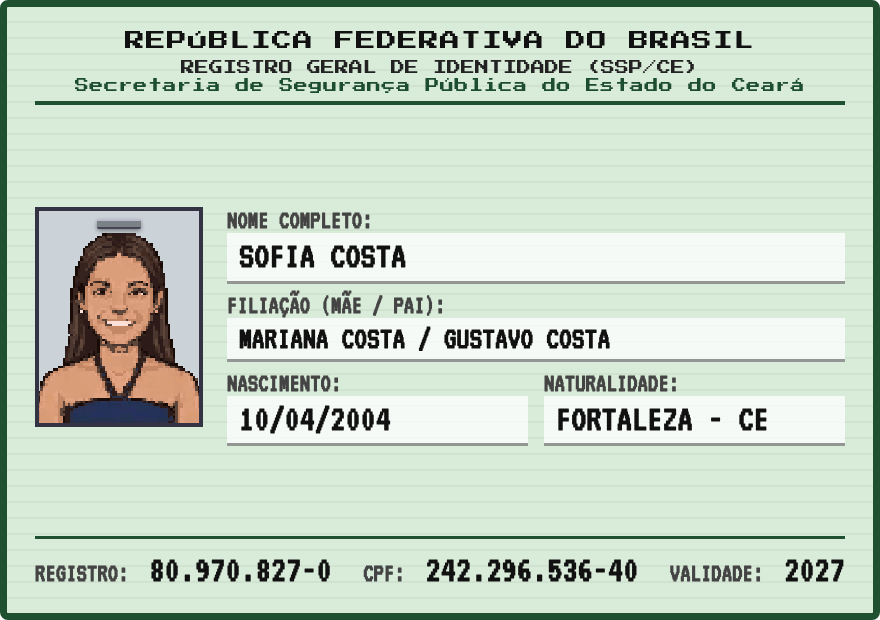 REPúBLICA FEDERATIVA DO BRASIL
REGISTRO GERAL DE IDENTIDADE (SSP/CE)
Secretaria de Segurança Pública do Estado do Ceará
NOME COMPLETO:
SOFIA COSTA
FILIAÇÃO (MÃE / PAI):
MARIANA COSTA / GUSTAVO COSTA
NASCIMENTO: NATURALIDADE:
10/04/2004 FORTALEZA - CE
REGISTRO: 80.970.827-0 CPF: 242.296.536-40 VALIDADE: 2027